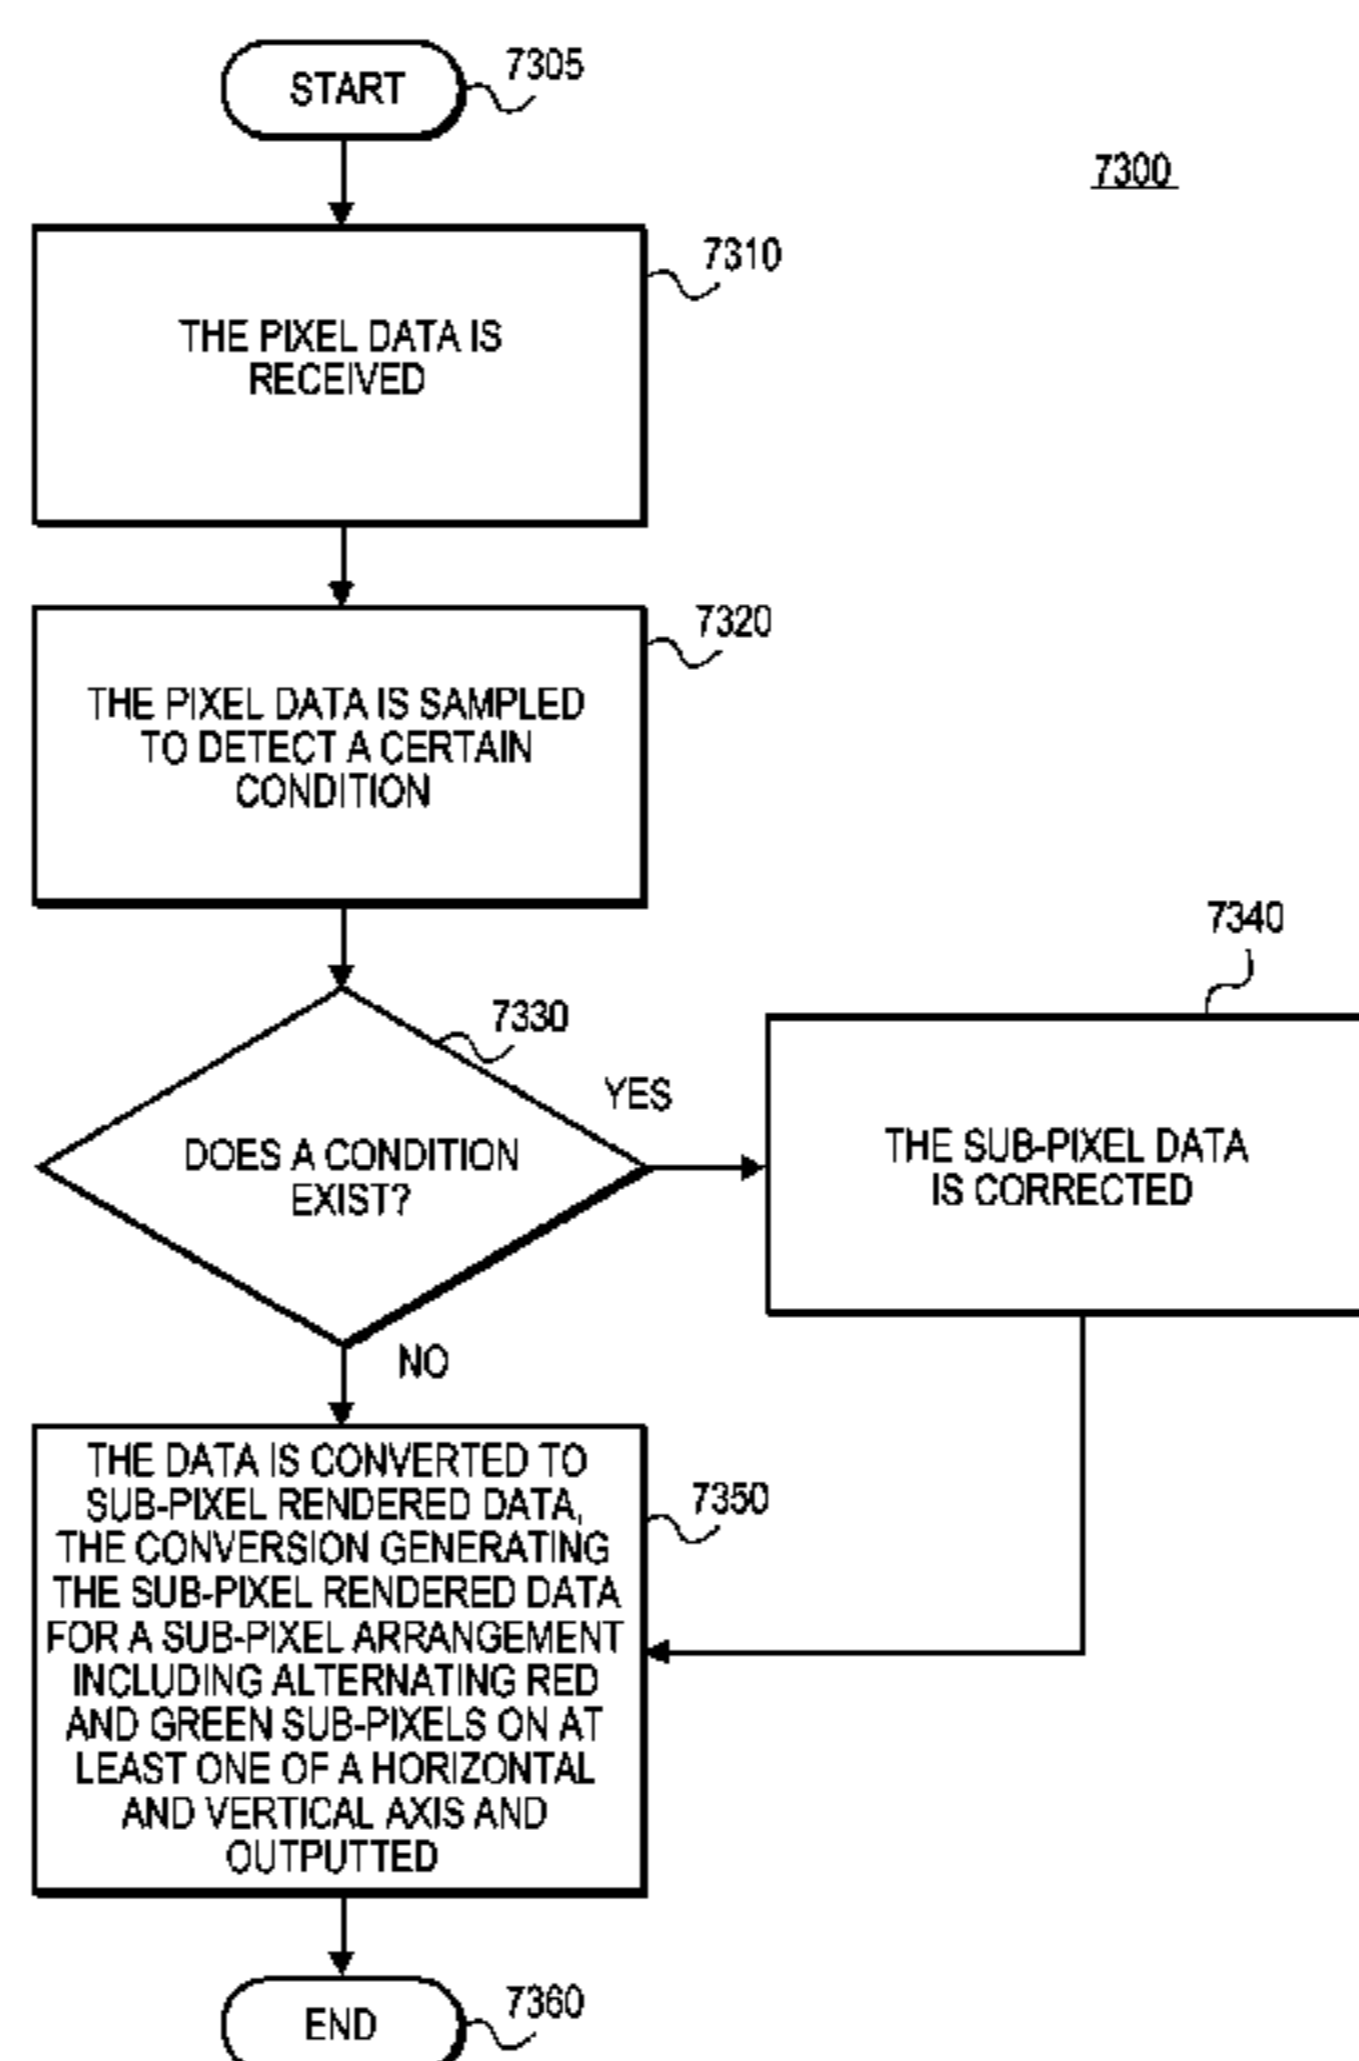 START
7305
7300
7310
THE PIXEL DATA IS
RECEIVED
7320
THE PIXEL DATA IS SAMPLED
TO DETECT A CERTAIN
CONDITION
7330
DOES A CONDITION
EXIST?
YES
7340
THE SUB-PIXEL DATA
IS CORRECTED
NO
7350
THE DATA IS CONVERTED TO
SUB-PIXEL RENDERED DATA,
THE CONVERSION GENERATING
THE SUB-PIXEL RENDERED DATA
FOR A SUB-PIXEL ARRANGEMENT
INCLUDING ALTERNATING RED
AND GREEN SUB-PIXELS ON AT
LEAST ONE OF A HORIZONTAL
AND VERTICAL AXIS AND
OUTPUTTED
END
7360